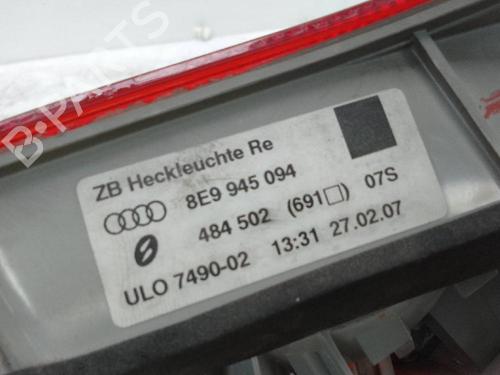 B-PARTS
ZB Heckleuchte Re
8E9 945 094
484 502 (691□) 07S
ULO 7490-02 13:31 27.02.07